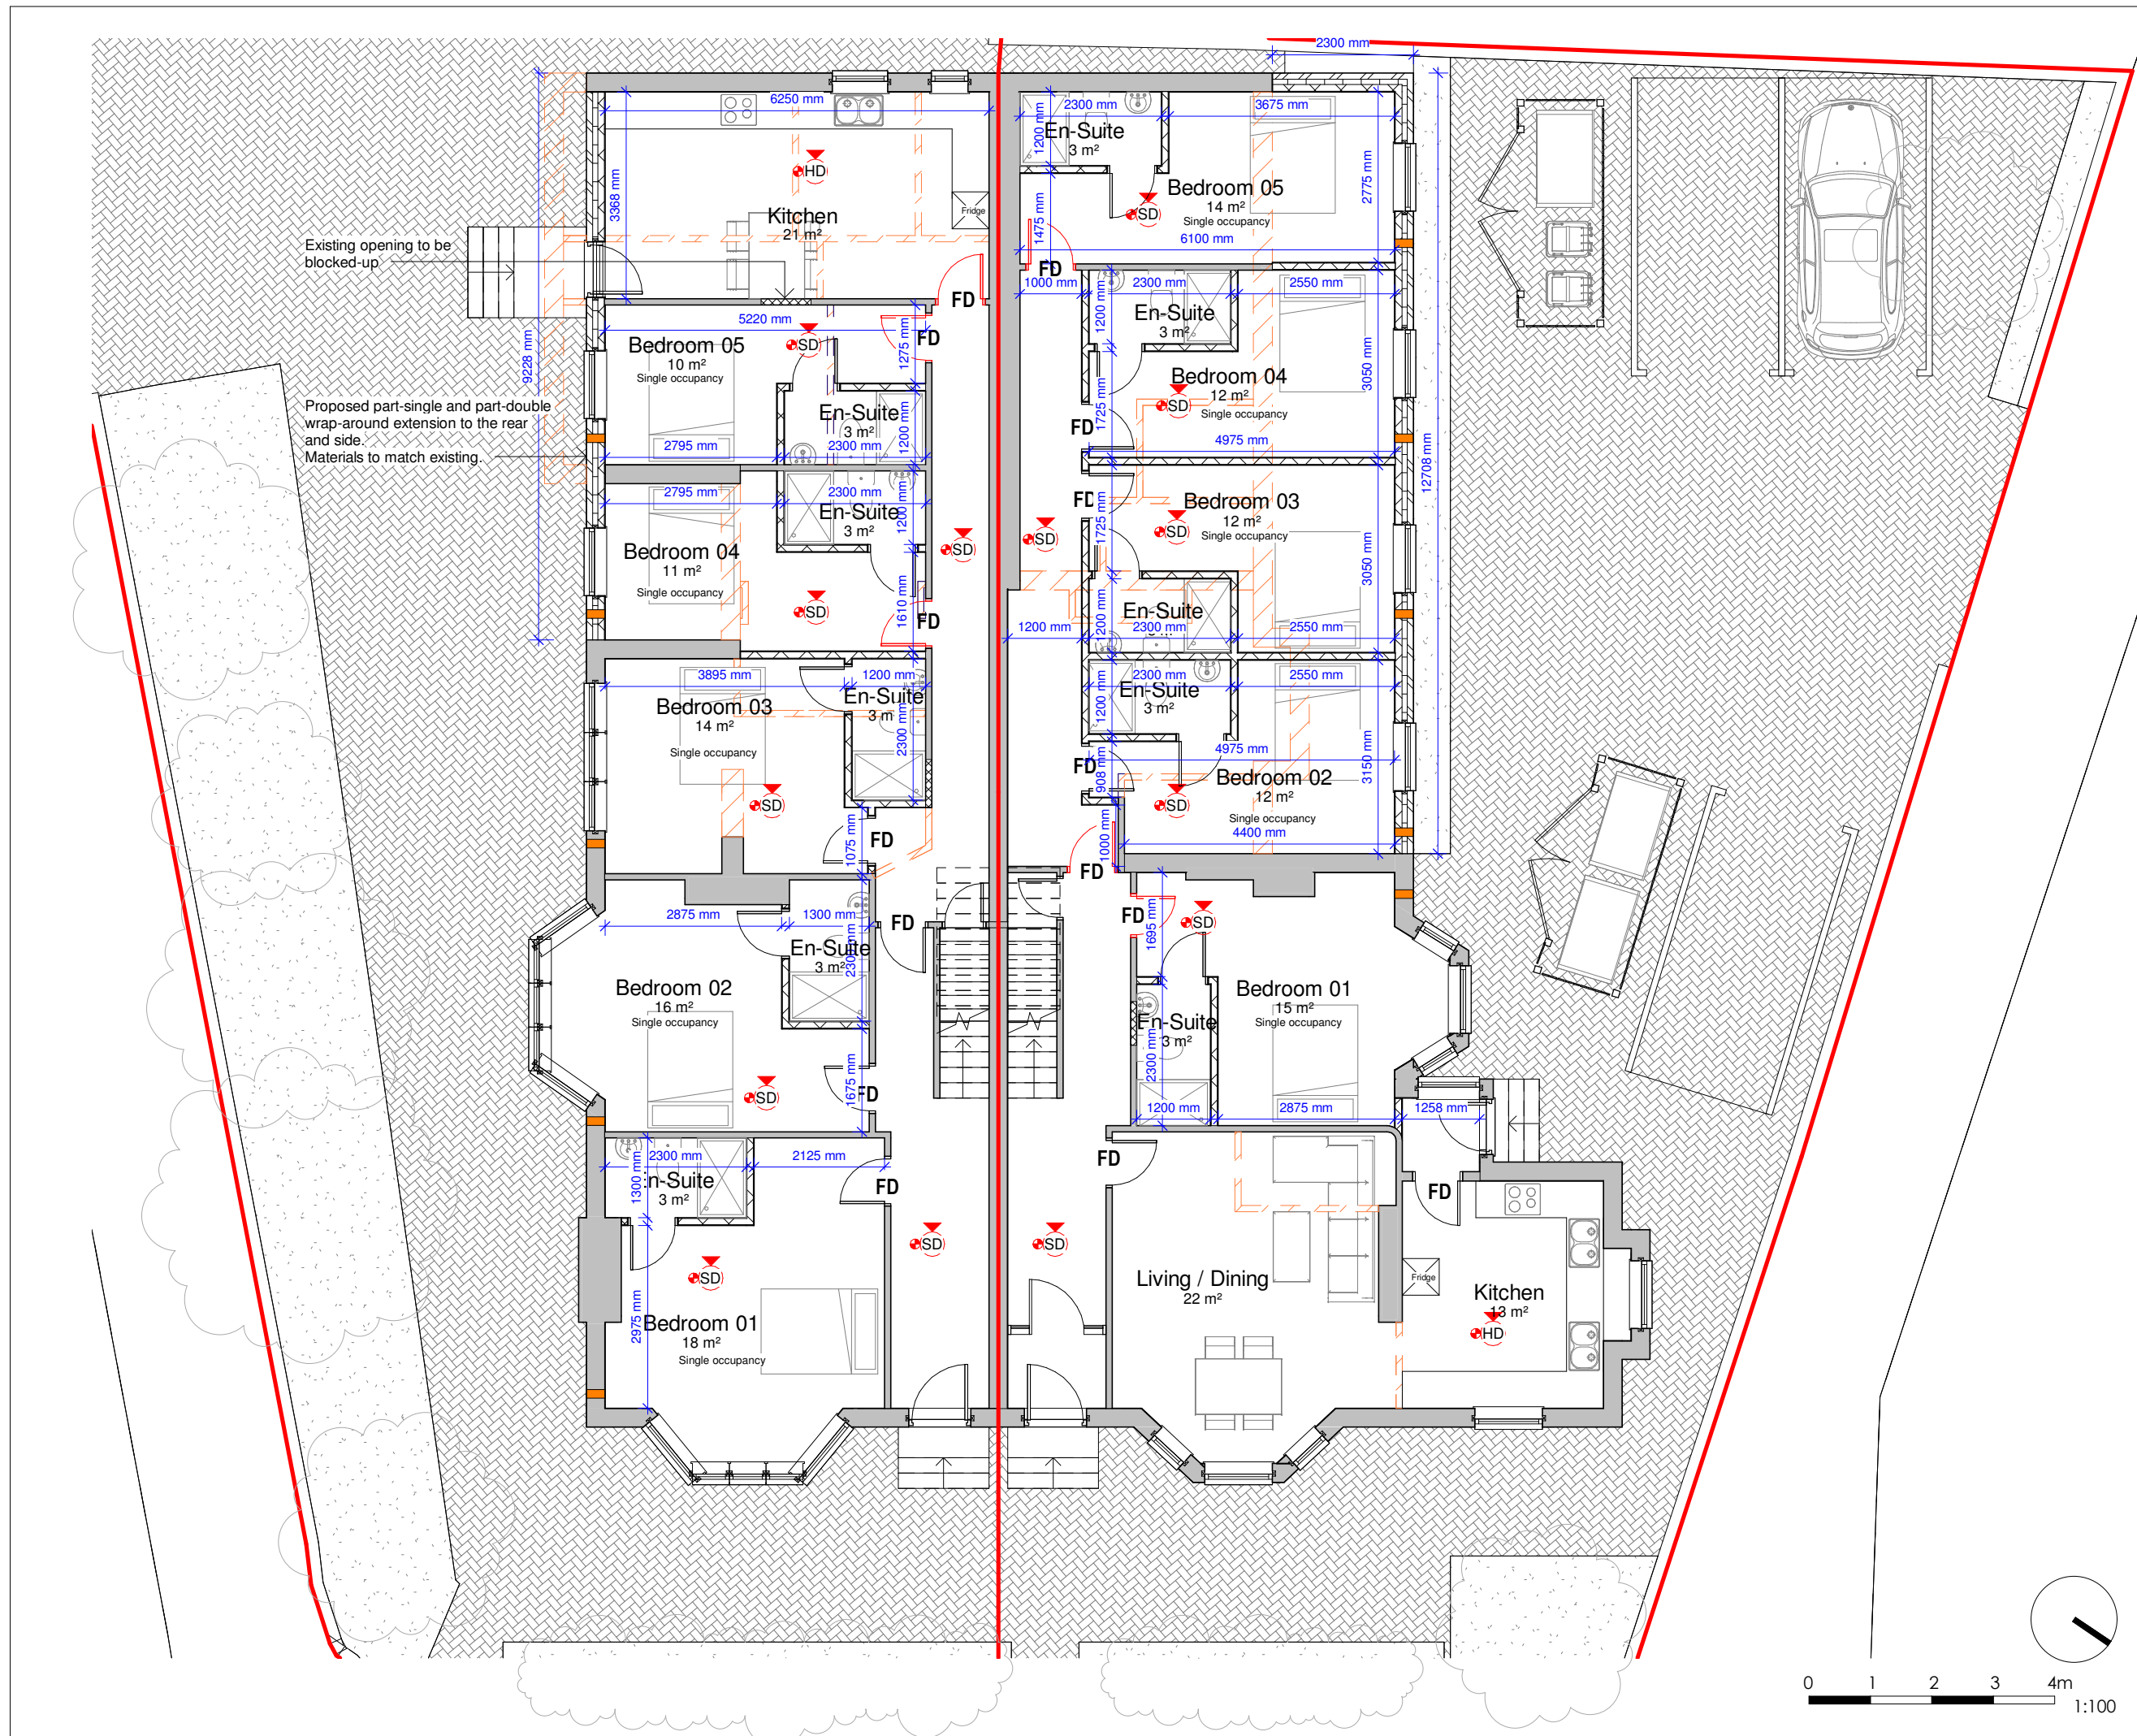 2300 mm
6250 mm
2300 mm
3675 mm
1200 mm
En-Suite
3 m²
HD
3368 mm
Kitchen
21 m²
Fridge
Bedroom 05
14 m²
Single occupancy
SD
2775 mm
1475 mm
6100 mm
Existing opening to be
blocked-up
FD
FD
1000 mm
2300 mm
2550 mm
1200 mm
En-Suite
3 m²
5220 mm
SD
FD
1275 mm
9228 mm
Bedroom 05
10 m²
Single occupancy
Bedroom 04
12 m²
Single occupancy
SD
3050 mm
1725 mm
FD
4975 mm
Proposed part-single and part-double
wrap-around extension to the rear
and side.
Materials to match existing.
En-Suite
3 m²
1200 mm
2795 mm
2300 mm
12708 mm
2795 mm
2300 mm
En-Suite
3 m²
1200 mm
Bedroom 04
11 m²
Single occupancy
SD
1610 mm
FD
SD
SD
FD
Bedroom 03
12 m²
Single occupancy
SD
1725 mm
3050 mm
En-Suite
1200 mm
1200 mm
2300 mm
2550 mm
3895 mm
1200 mm
En-Suite
3 m
2300 mm
Bedroom 03
14 m²
Single occupancy
SD
1075 mm
FD
2300 mm
2550 mm
En-Suite
3 m²
1200 mm
FD
908 mm
4975 mm
Bedroom 02
12 m²
Single occupancy
SD
3150 mm
4400 mm
1000 mm
FD
2875 mm
1300 mm
En-Suite
3 m²
FD
Bedroom 02
16 m²
Single occupancy
SD
1675 mm
FD
FD
SD
1695 mm
Bedroom 01
15 m²
Single occupancy
En-Suite
3 m²
2300 mm
1200 mm
2875 mm
1258 mm
2300 mm
2125 mm
1300 mm
3 m²
FD
SD
SD
SD
2975 mm
Bedroom 01
18 m²
Single occupancy
FD
FD
Living / Dining
22 m²
Fridge
Kitchen
13 m²
HD
0 1 2 3 4m
1:100